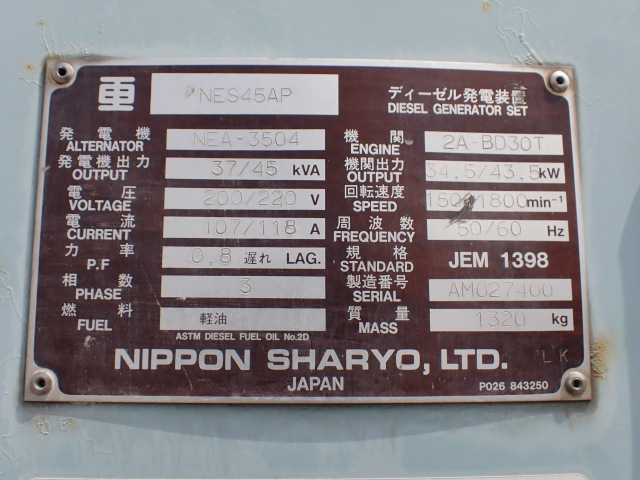 NES45AP
ディーゼル発電装置
DIESEL GENERATOR SET
発電機 NEA-3504
ALTERNATOR
機関 2A-BD30T
ENGINE
発電機出力 37/45 kVA
OUTPUT
機関出力 34.5/43.5 kW
OUTPUT
電圧 200/220 V
VOLTAGE
回転速度 1500/1800 min⁻¹
SPEED
電流 107/118 A
CURRENT
周波数 50/60 Hz
FREQUENCY
力率 0.8 遅れ LAG.
P.F
規格 JEM 1398
STANDARD
相数 3
PHASE
製造番号 AM027400
SERIAL
燃料 軽油
FUEL
ASTM DIESEL FUEL OIL No.2D
質量 1320 kg
MASS
NIPPON SHARYO, LTD. LK
JAPAN
P026 843250